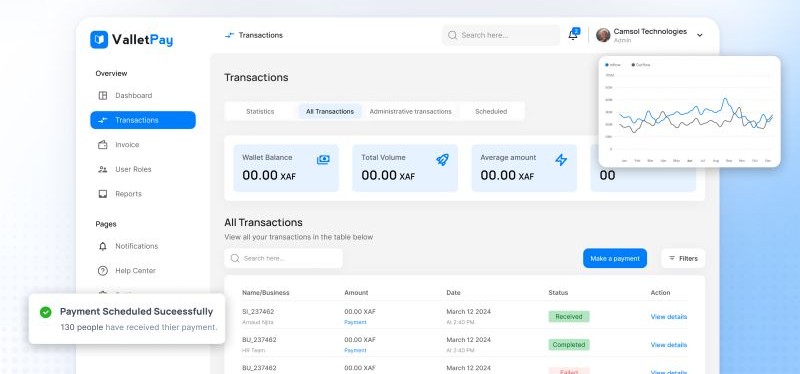 ValletPay
Overview
Dashboard
Transactions
Invoice
User Roles
Reports
Pages
Notifications
Help Center
Payment Scheduled Suceessfully
130 people have received thier payment.
Transactions
Search here...
2
Camsol Technologies
Admin
Transactions
Statistics
All Transactions
Administrative transactions
Scheduled
Wallet Balance
00.00 XAF
Total Volume
00.00 XAF
Average amount
00.00 XAF
00
Inflow
Outflow
Jan
All Transactions
View all your transactions in the table below
Search here...
Make a payment
Filters
Name/Business Amount Date Status Action
SI_237462 00.00 XAF March 12 2024 Received View details
Arnaud Njita Payment At 2:40 PM
BU_237462 00.00 XAF March 12 2024 Completed View details
HR Team Payment At 2:40 PM
BU_237462 00.00 XAF March 12 2024 Failed View details